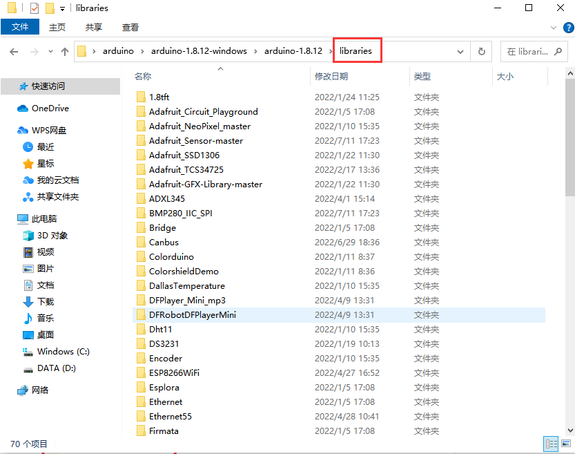 libraries
文件 主页 共享 查看
arduino › arduino-1.8.12-windows › arduino-1.8.12 › libraries
在 librari...
名称 修改日期 类型 大小
快速访问
OneDrive
WPS网盘
最近
星标
我的云文档
共享文件夹
此电脑
3D 对象
视频
图片
文档
下载
音乐
桌面
Windows (C:)
DATA (D:)
网络
1.8tft 2022/1/24 11:25 文件夹
Adafruit_Circuit_Playground 2022/1/5 17:08 文件夹
Adafruit_NeoPixel_master 2022/1/10 15:35 文件夹
Adafruit_Sensor-master 2022/7/11 17:23 文件夹
Adafruit_SSD1306 2022/1/22 11:30 文件夹
Adafruit_TCS34725 2022/2/17 13:36 文件夹
Adafruit-GFX-Library-master 2022/1/22 11:30 文件夹
ADXL345 2022/4/1 15:14 文件夹
BMP280_IIC_SPI 2022/7/11 17:23 文件夹
Bridge 2022/1/5 17:08 文件夹
Canbus 2022/6/29 18:36 文件夹
Colorduino 2022/1/11 8:37 文件夹
ColorshieldDemo 2022/1/11 8:36 文件夹
DallasTemperature 2022/1/10 15:35 文件夹
DFPlayer_Mini_mp3 2022/4/9 13:31 文件夹
DFRobotDFPlayerMini 2022/4/9 13:31 文件夹
Dht11 2022/1/10 15:35 文件夹
DS3231 2022/1/19 10:13 文件夹
Encoder 2022/1/10 15:35 文件夹
ESP8266WiFi 2022/4/27 16:52 文件夹
Esplora 2022/1/5 17:08 文件夹
Ethernet 2022/1/5 17:08 文件夹
Ethernet55 2022/4/28 10:41 文件夹
Firmata 2022/1/5 17:08 文件夹
70 个项目